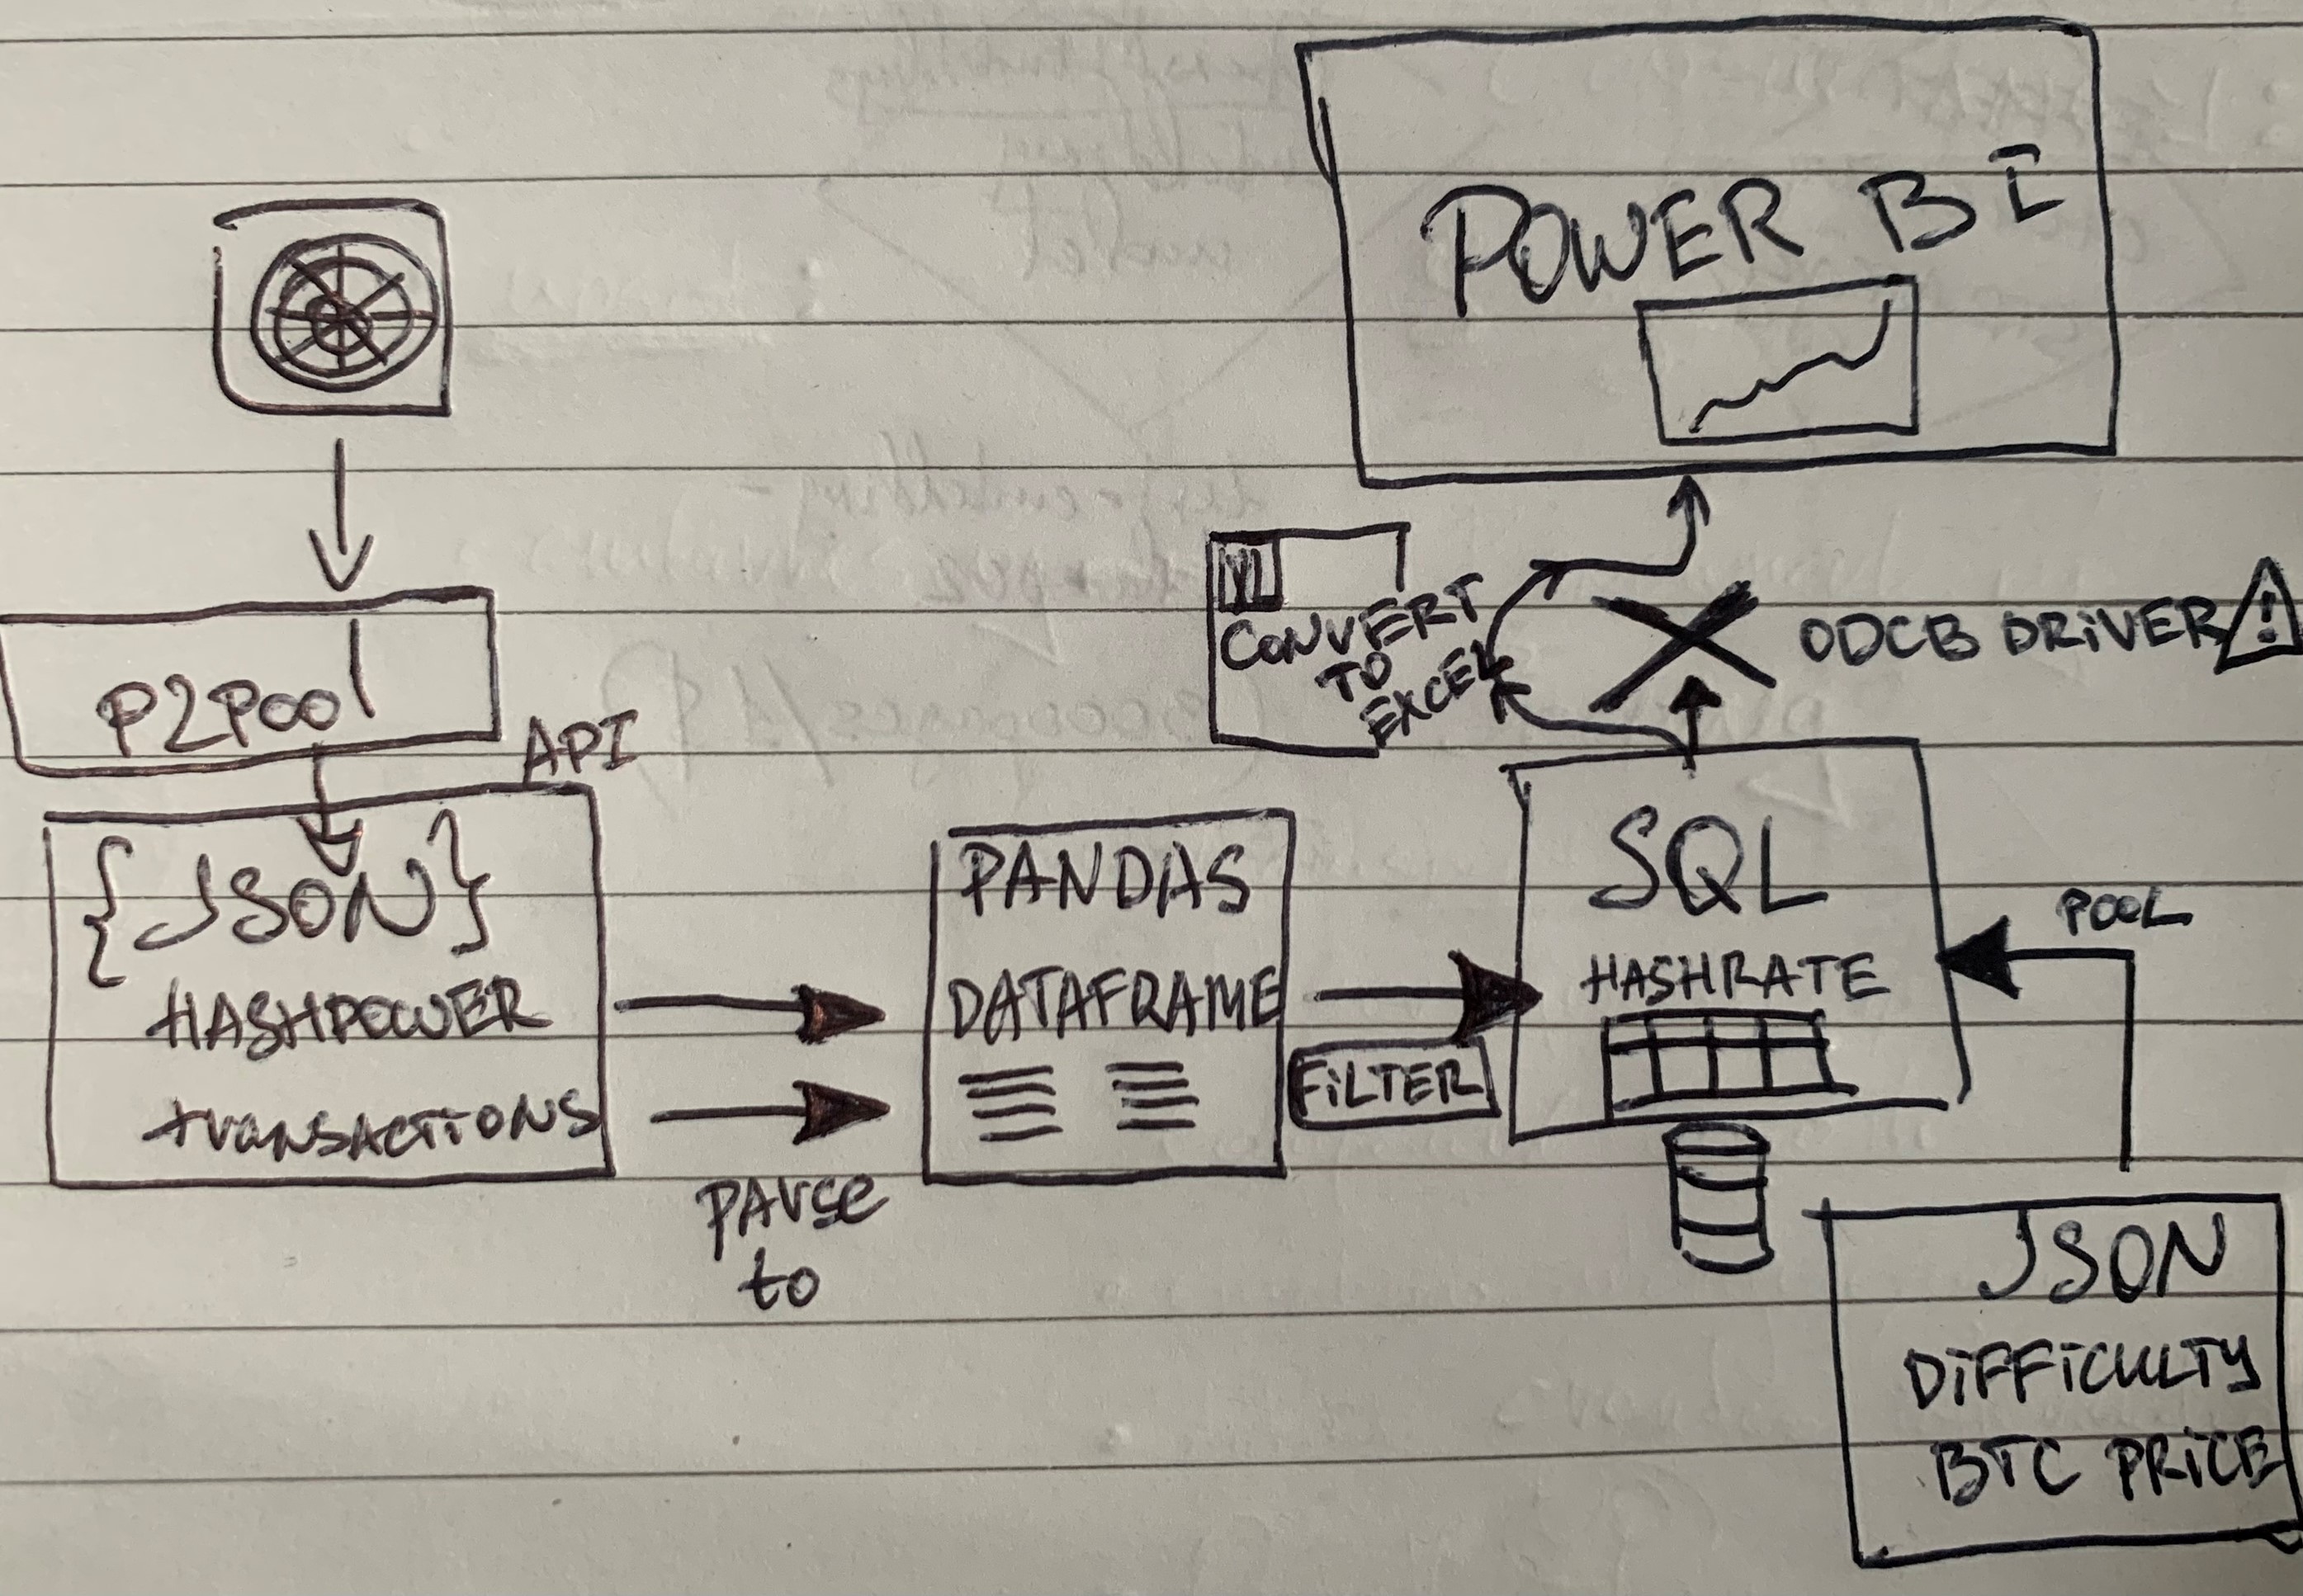 POWER BI
P2Pool
API
{JSON}
HASHPOWER
transactions
parse
to
PANDAS
DATAFRAME
FILTER
CONVERT
TO
EXCEL
ODCB DRIVER
!
SQL
HASHRATE
POOL
JSON
DIFFICULTY
BTC PRICE